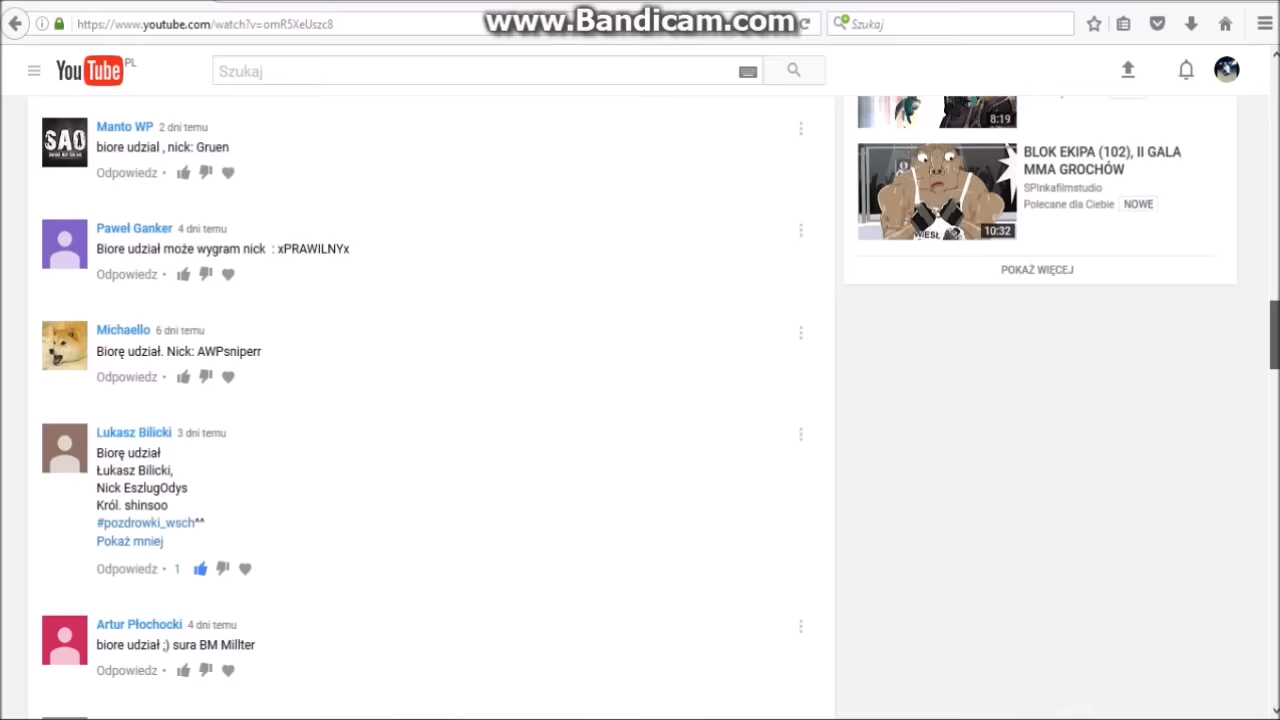 https://www.youtube.com/watch?v=omR5XeUszc8
www.Bandicam.com
Szukaj
YouTube PL
Szukaj
SAO
Manto WP 2 dni temu
biore udzial , nick: Gruen
Odpowiedz •
Paweł Ganker 4 dni temu
Biore udział może wygram nick : xPRAWILNYx
Odpowiedz •
Michaello 6 dni temu
Biorę udział. Nick: AWPsniperr
Odpowiedz •
Lukasz Bilicki 3 dni temu
Biorę udział
Łukasz Bilicki,
Nick EszlugOdys
Król. shinsoo
#pozdrowki_wsch^^
Pokaż mniej
Odpowiedz • 1
Artur Płochocki 4 dni temu
biore udział ;) sura BM Millter
Odpowiedz •
8:19
BLOK EKIPA (102), II GALA
MMA GROCHÓW
SPInkafilmstudio
Polecane dla Ciebie NOWE
10:32
POKAŻ WIĘCEJ